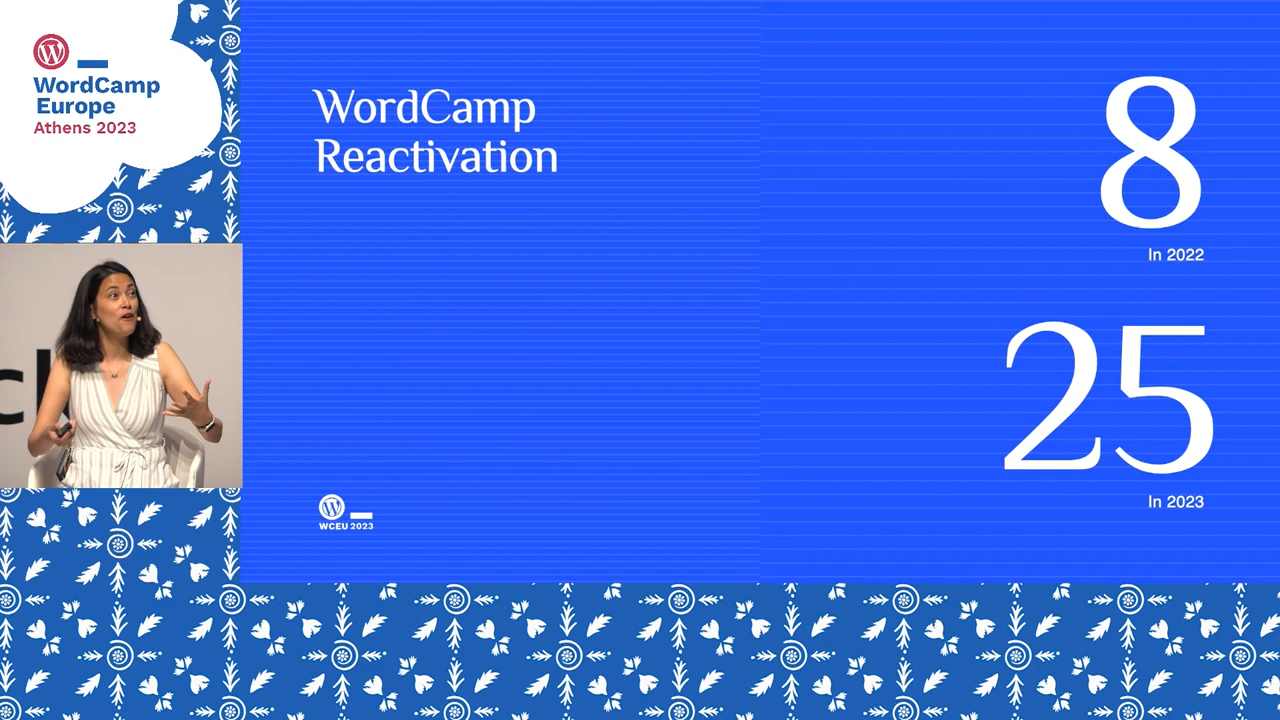 WordCamp
Europe
Athens 2023
WordCamp
Reactivation
8
In 2022
25
In 2023
WCEU 2023